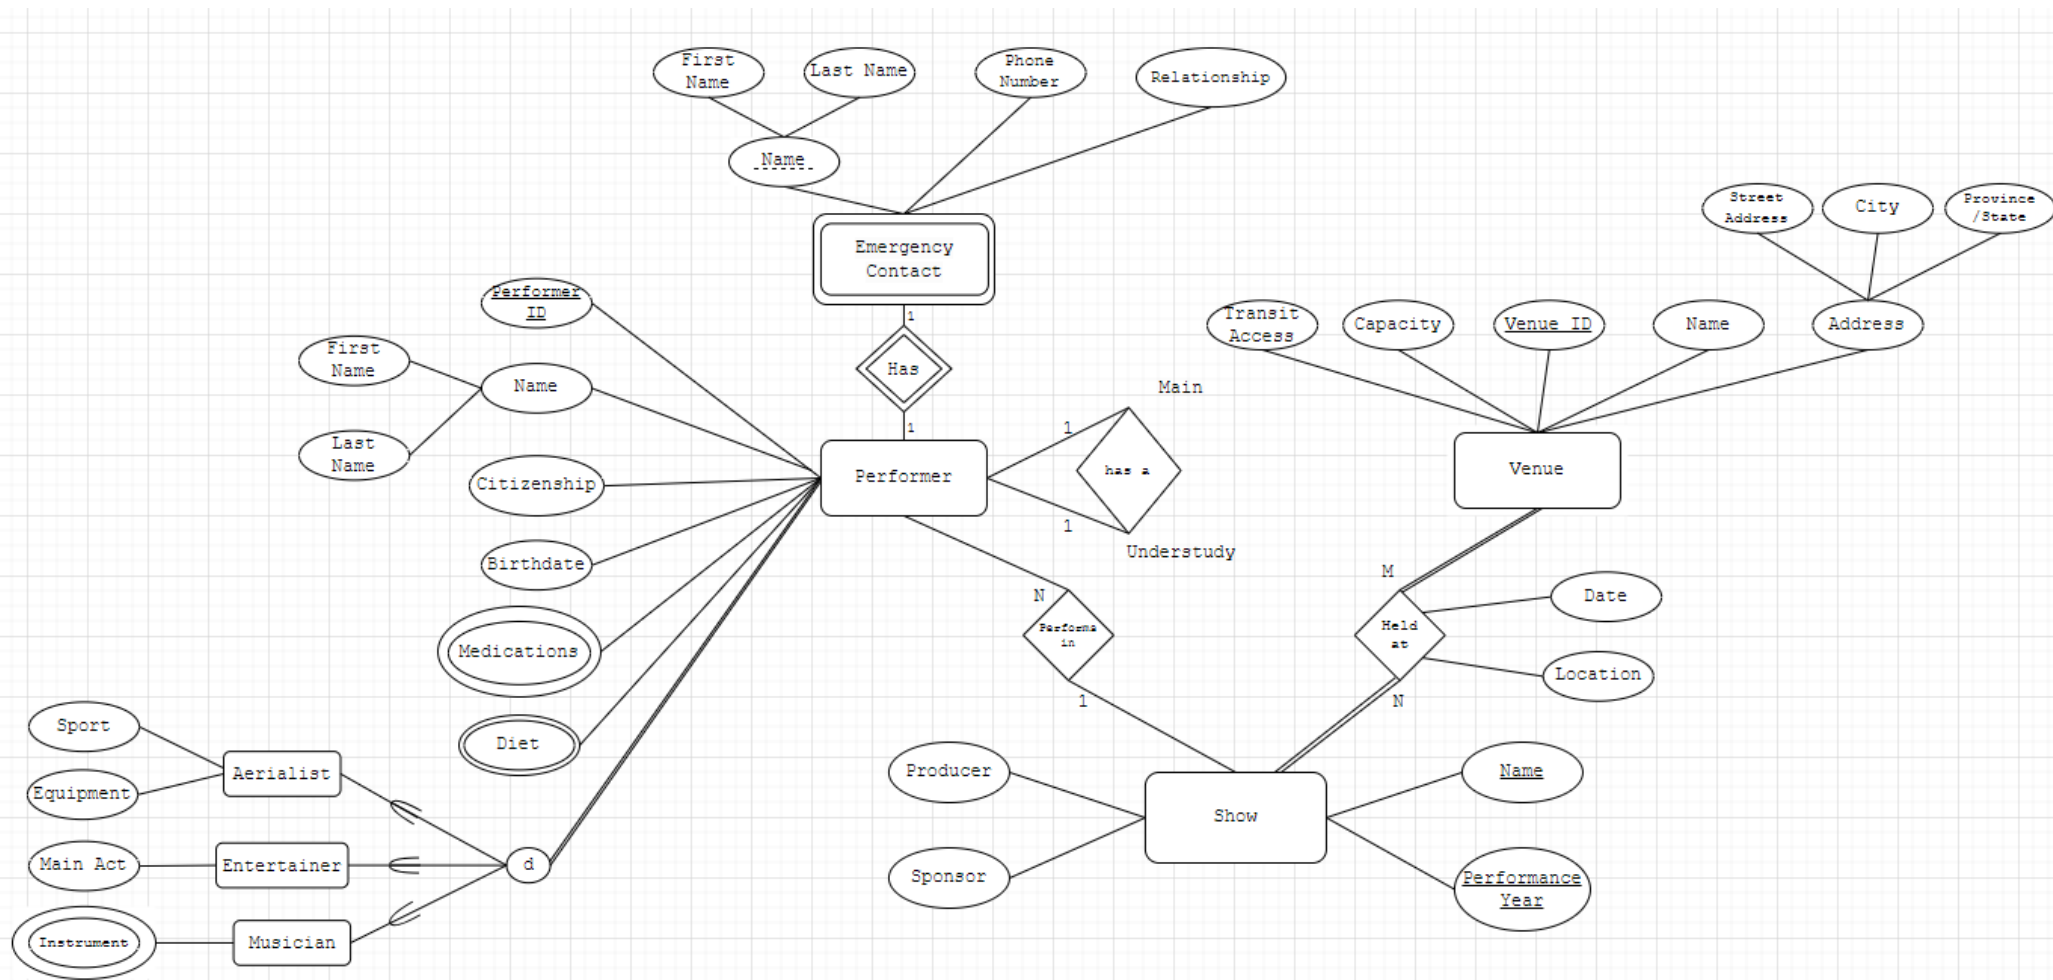 First
Name
Last Name
Phone
Number
Relationship
Name
Emergency
Contact
1
Has
1
Performer
ID
First
Name
Name
Last
Name
Citizenship
Birthdate
Medications
Diet
Performer
Main
1
has a
1
Understudy
Street
Address
City
Province
/State
Transit
Access
Capacity
Venue ID
Name
Address
Venue
M
Held
at
N
Date
Location
N
Performs
in
1
Sport
Equipment
Aerialist
Main Act
Entertainer
d
Instrument
Musician
Producer
Sponsor
Show
Name
Performance
Year